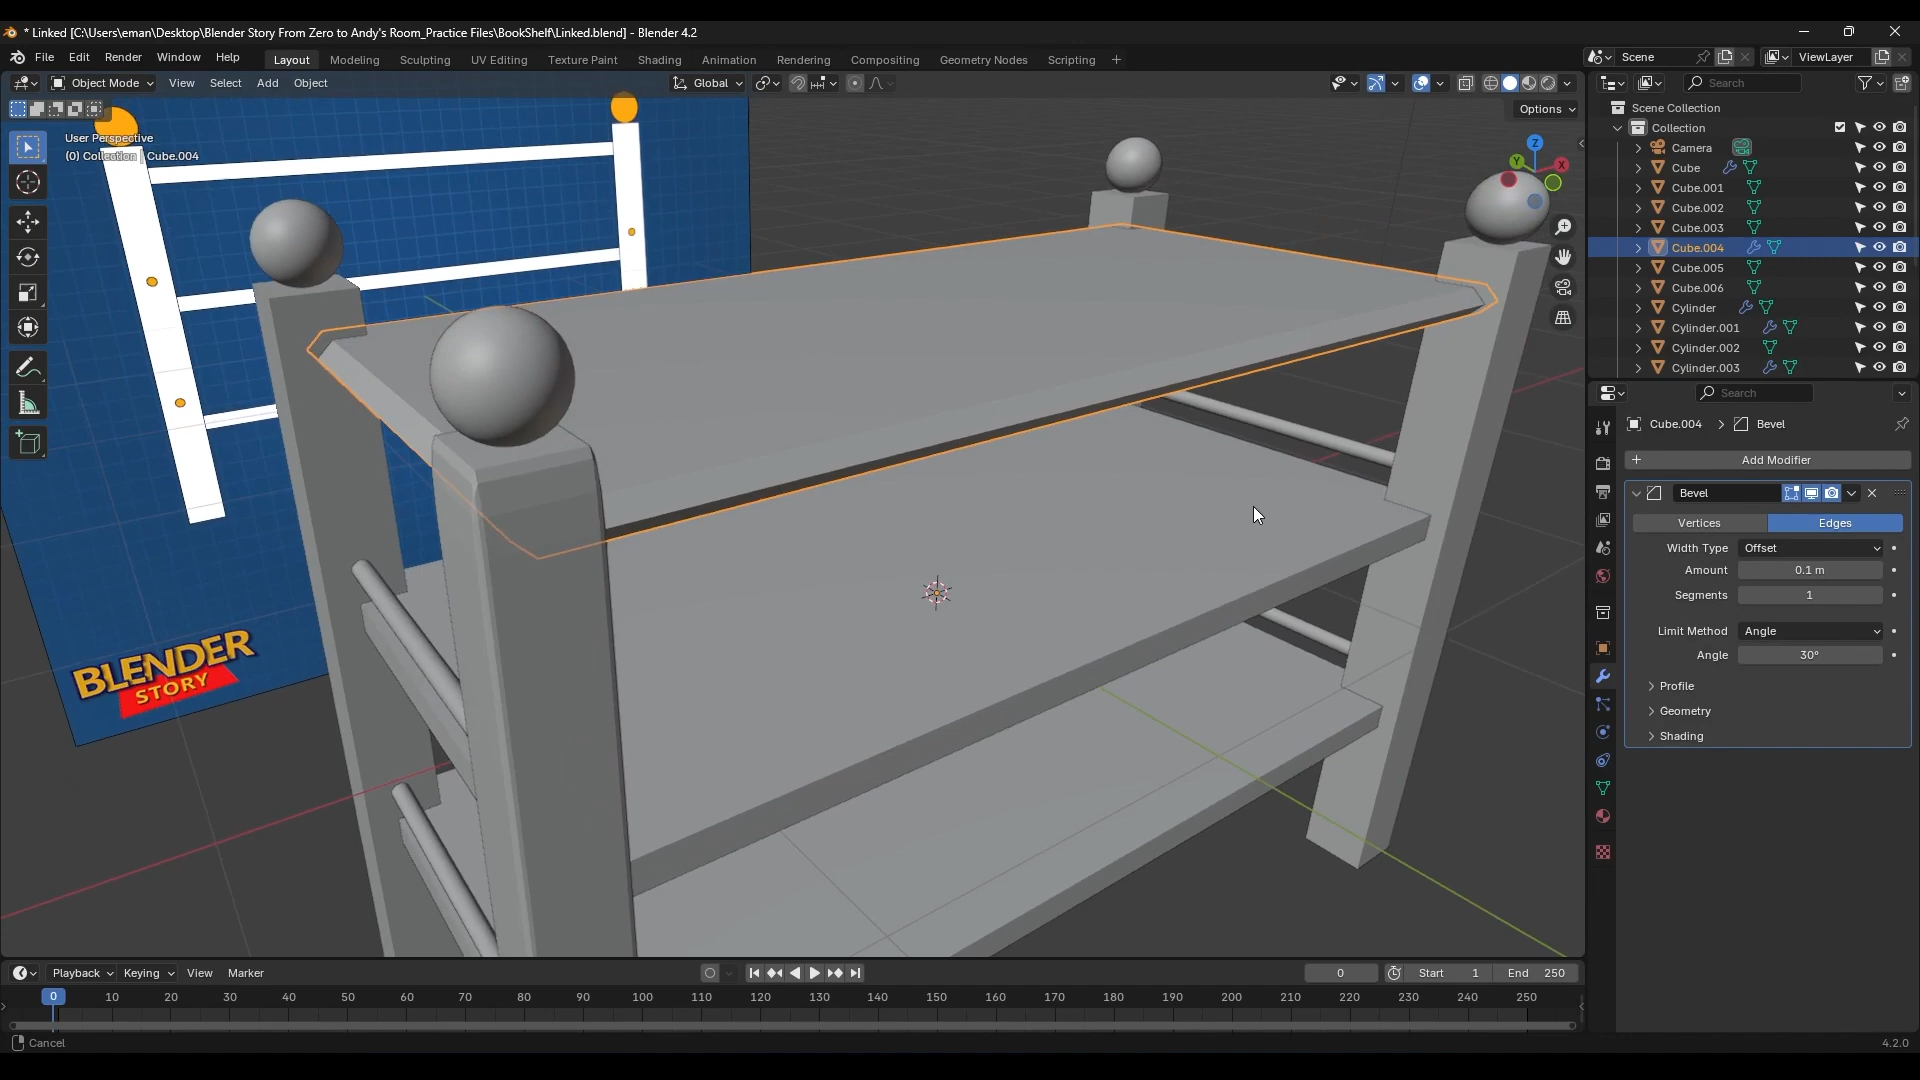 * Linked [C:\Users\eman\Desktop\Blender Story From Zero to Andy's Room_Practice Files\BookShelf\Linked.blend] - Blender 4.2
File Edit Render Window Help Layout Modeling Sculpting UV Editing Texture Paint Shading Animation Rendering Compositing Geometry Nodes Scripting + Scene ViewLayer
Object Mode View Select Add Object Global Search
Options
User Perspective
(0) Collection | Cube.004
Scene Collection
Collection
Camera
Cube
Cube.001
Cube.002
Cube.003
Cube.004
Cube.005
Cube.006
Cylinder
Cylinder.001
Cylinder.002
Cylinder.003
Z
Y
X
Search
Cube.004 > Bevel
+ Add Modifier
Bevel
Vertices Edges
Width Type Offset
Amount 0.1 m
Segments 1
Limit Method Angle
Angle 30°
Profile
Geometry
Shading
BLENDER
STORY
Playback Keying View Marker 0 Start 1 End 250
0 10 20 30 40 50 60 70 80 90 100 110 120 130 140 150 160 170 180 190 200 210 220 230 240 250
Cancel 4.2.0